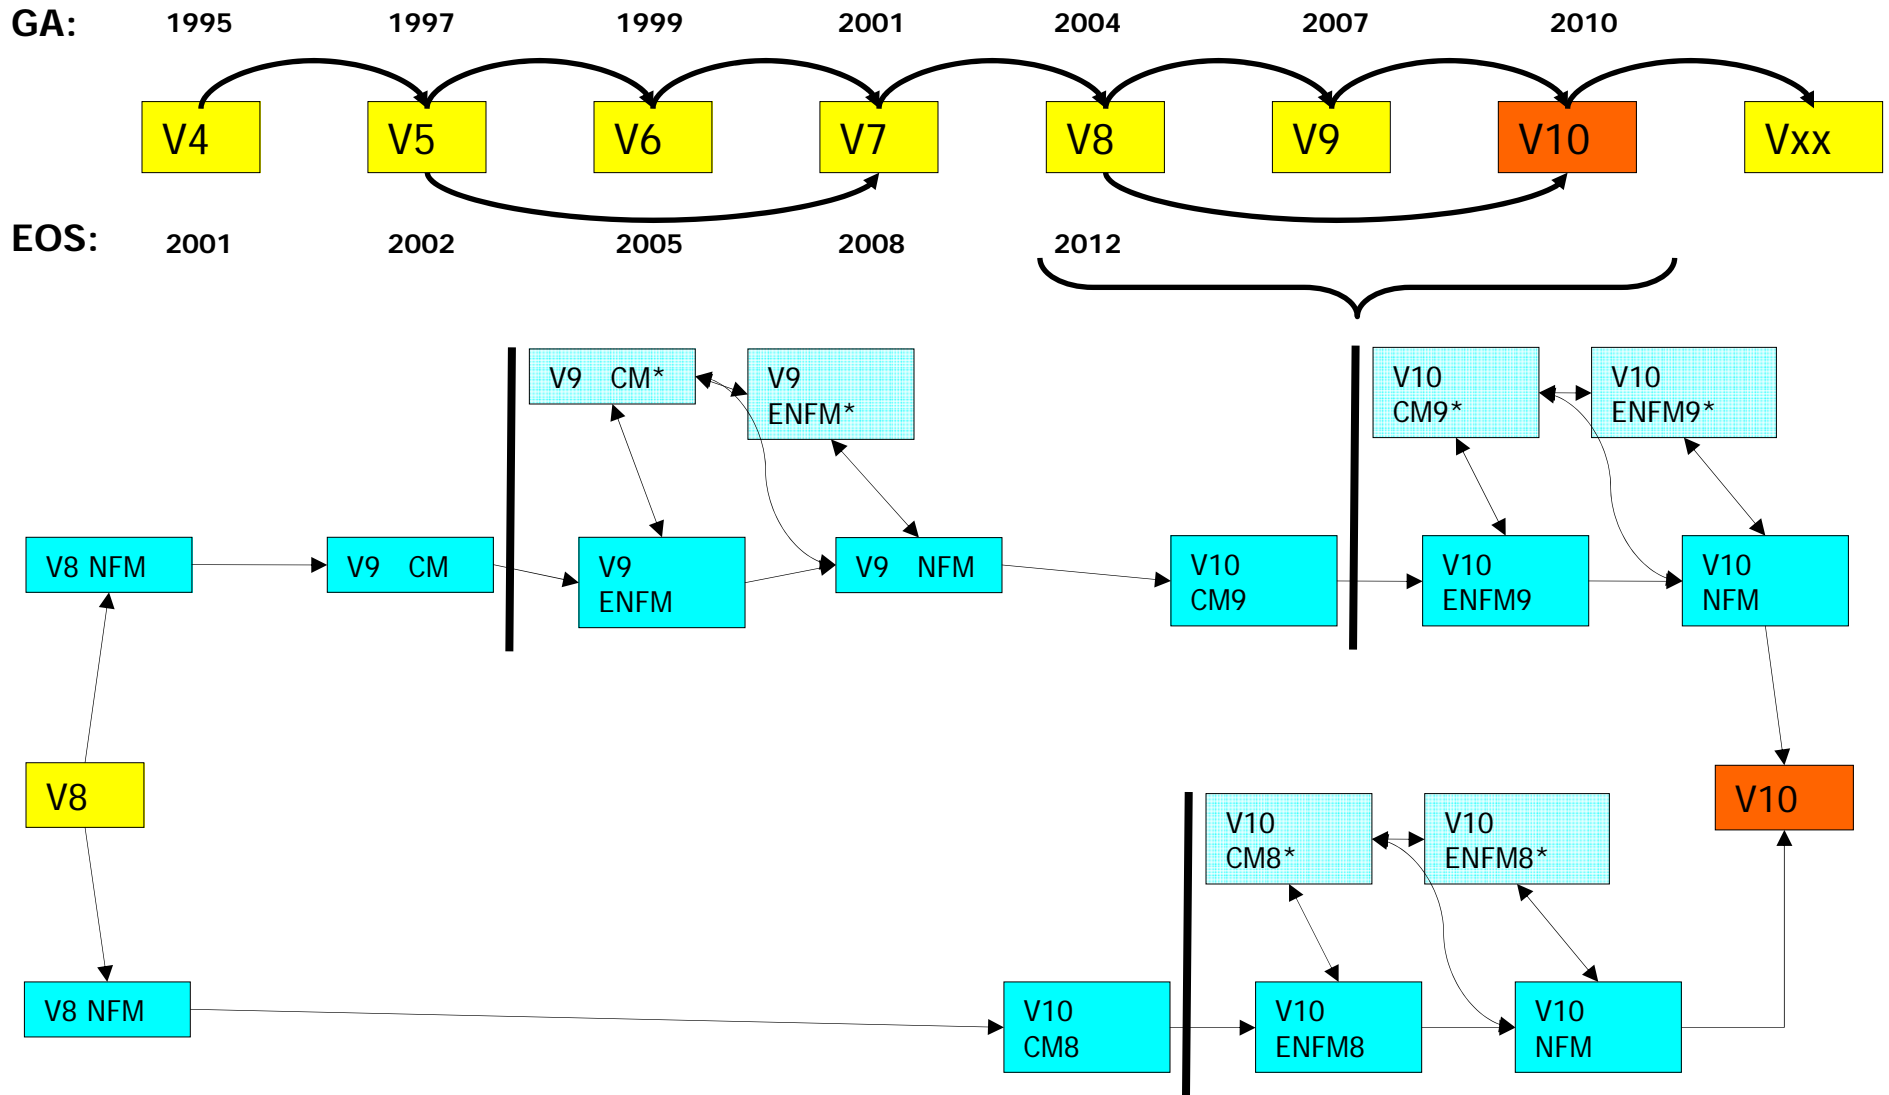 GA: 1995 1997 1999 2001 2004 2007 2010
V4 V5 V6 V7 V8 V9 V10 Vxx
EOS: 2001 2002 2005 2008 2012
V9 CM*
V9
ENFM*
V10
CM9*
V10
ENFM9*
V8 NFM
V9 CM
V9
ENFM
V9 NFM
V10
CM9
V10
ENFM9
V10
NFM
V8
V10
CM8*
V10
ENFM8*
V10
V8 NFM
V10
CM8
V10
ENFM8
V10
NFM